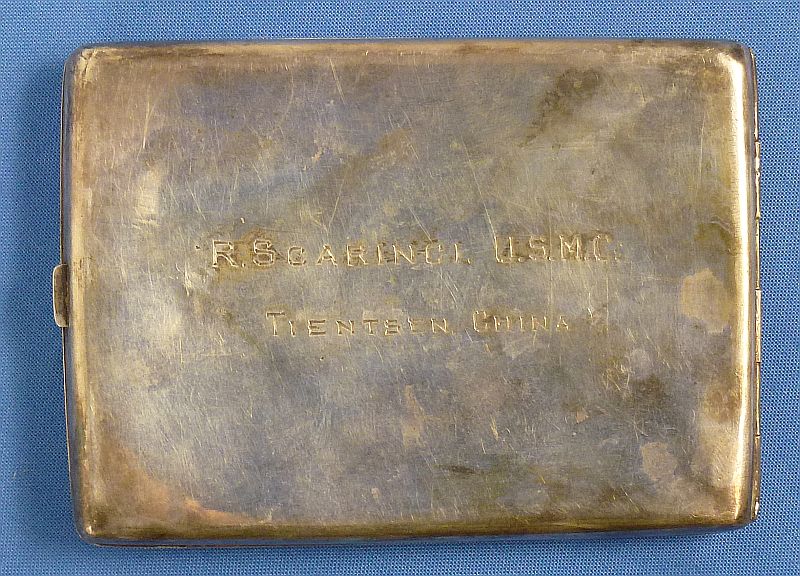 R.SCARINCI. U.S.M.C.
TIENTSEN, CHINA